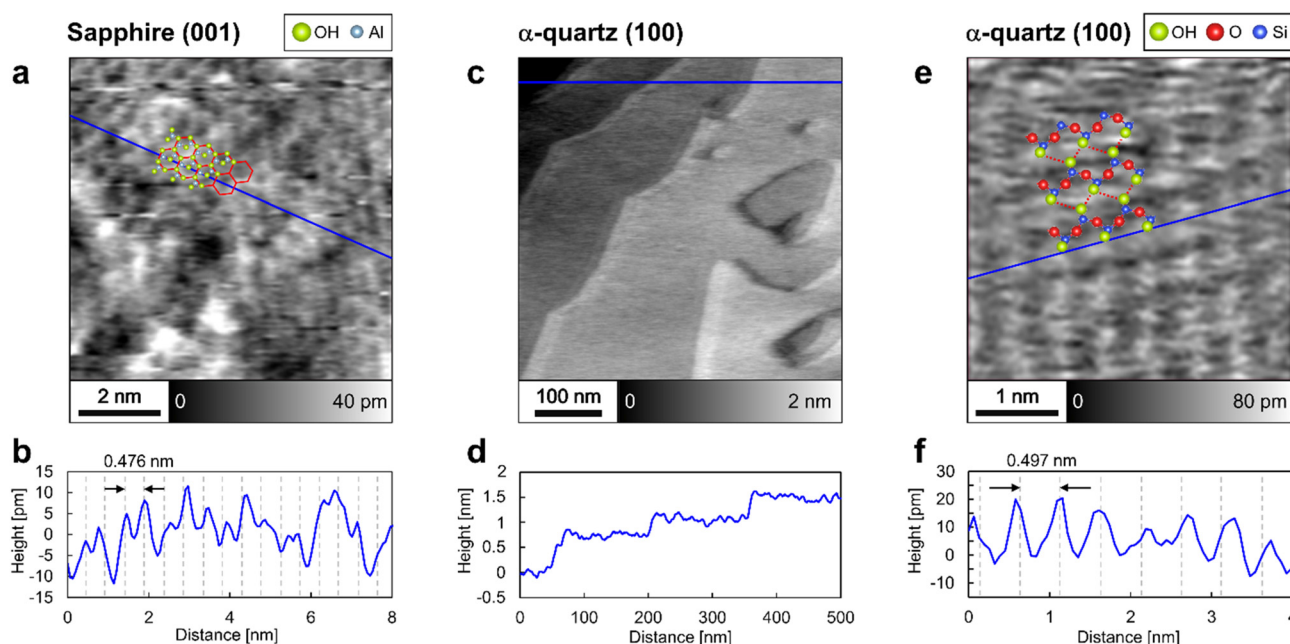 Sapphire (001)
OH Al
α-quartz (100)
α-quartz (100)
OH O Si
a
c
e
2 nm
0
40 pm
100 nm
0
2 nm
1 nm
0
80 pm
b
0.476 nm
Height [pm]
15
10
5
0
-5
-10
-15
0 2 4 6 8
Distance [nm]
d
Height [nm]
2
1.5
1
0.5
0
-0.5
0 100 200 300 400 500
Distance [nm]
f
0.497 nm
Height [pm]
30
20
10
0
-10
0 1 2 3 4
Distance [nm]